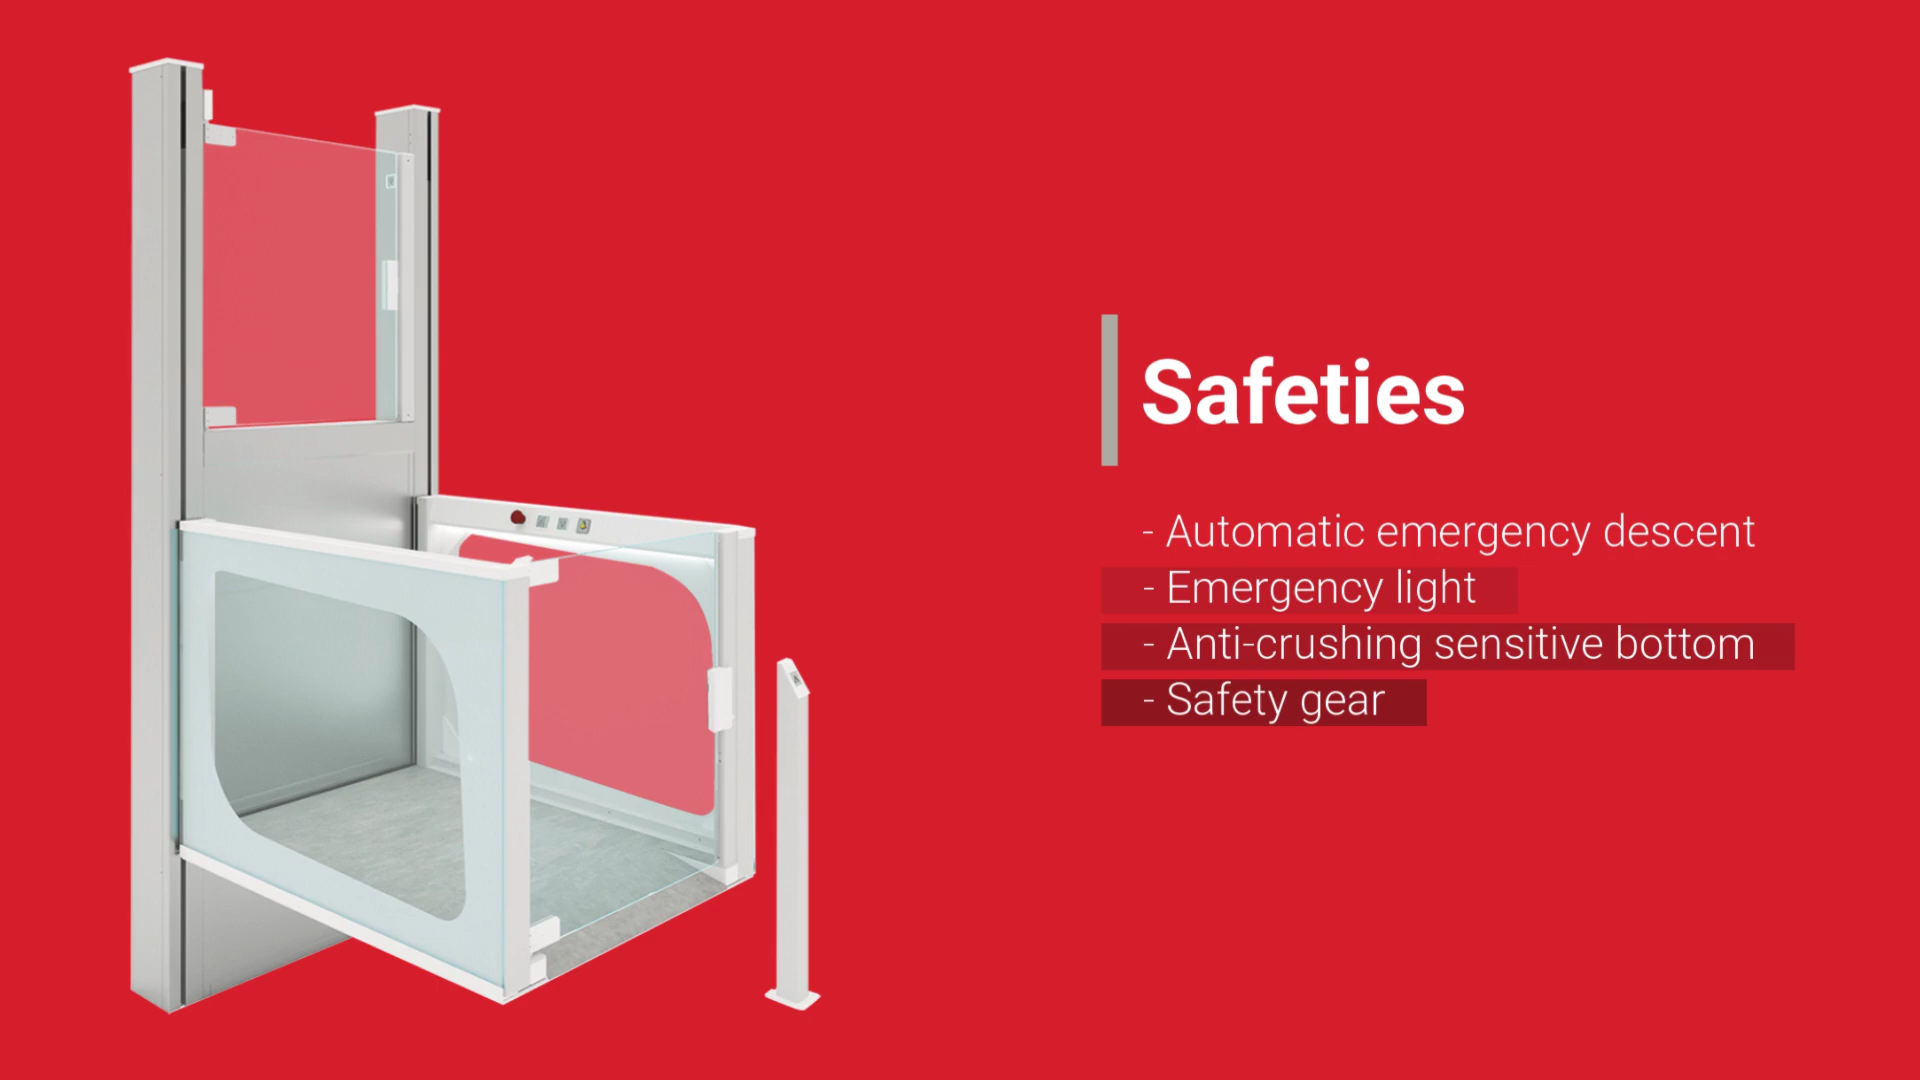 Safeties
- Automatic emergency descent
- Emergency light
- Anti-crushing sensitive bottom
- Safety gear